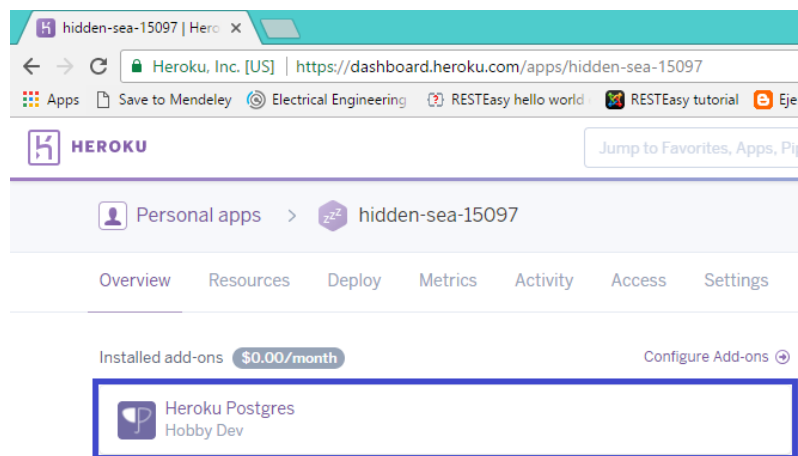 hidden-sea-15097 | Hero
Heroku, Inc. [US] | https://dashboard.heroku.com/apps/hidden-sea-15097
Apps Save to Mendeley Electrical Engineering RESTEasy hello world RESTEasy tutorial Eje
HEROKU
Jump to Favorites, Apps, Pip
Personal apps > zzz hidden-sea-15097
Overview Resources Deploy Metrics Activity Access Settings
Installed add-ons $0.00/month Configure Add-ons
Heroku Postgres
Hobby Dev